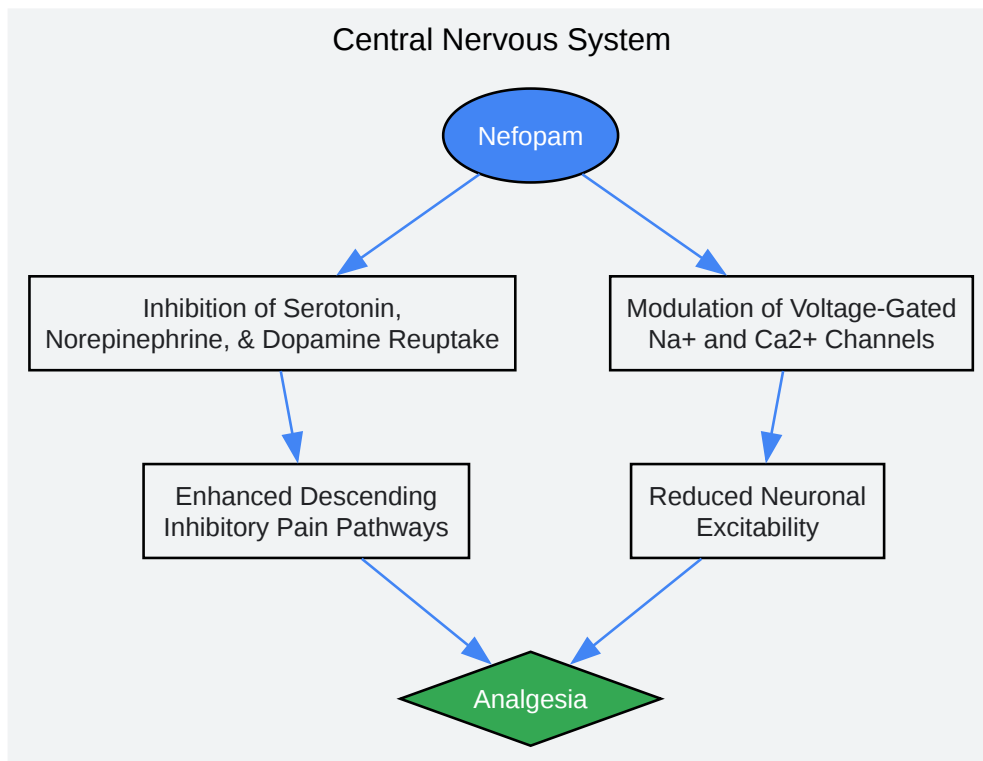 Central Nervous System
Nefopam
Inhibition of Serotonin,
Norepinephrine, & Dopamine Reuptake
Modulation of Voltage-Gated
Na+ and Ca2+ Channels
Enhanced Descending
Inhibitory Pain Pathways
Reduced Neuronal
Excitability
Analgesia